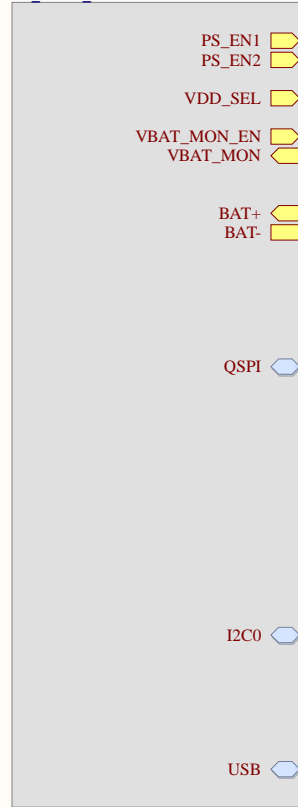 PS_EN1
PS_EN2
VDD_SEL
VBAT_MON_EN
VBAT_MON
BAT+
BAT-
QSPI
I2C0
USB